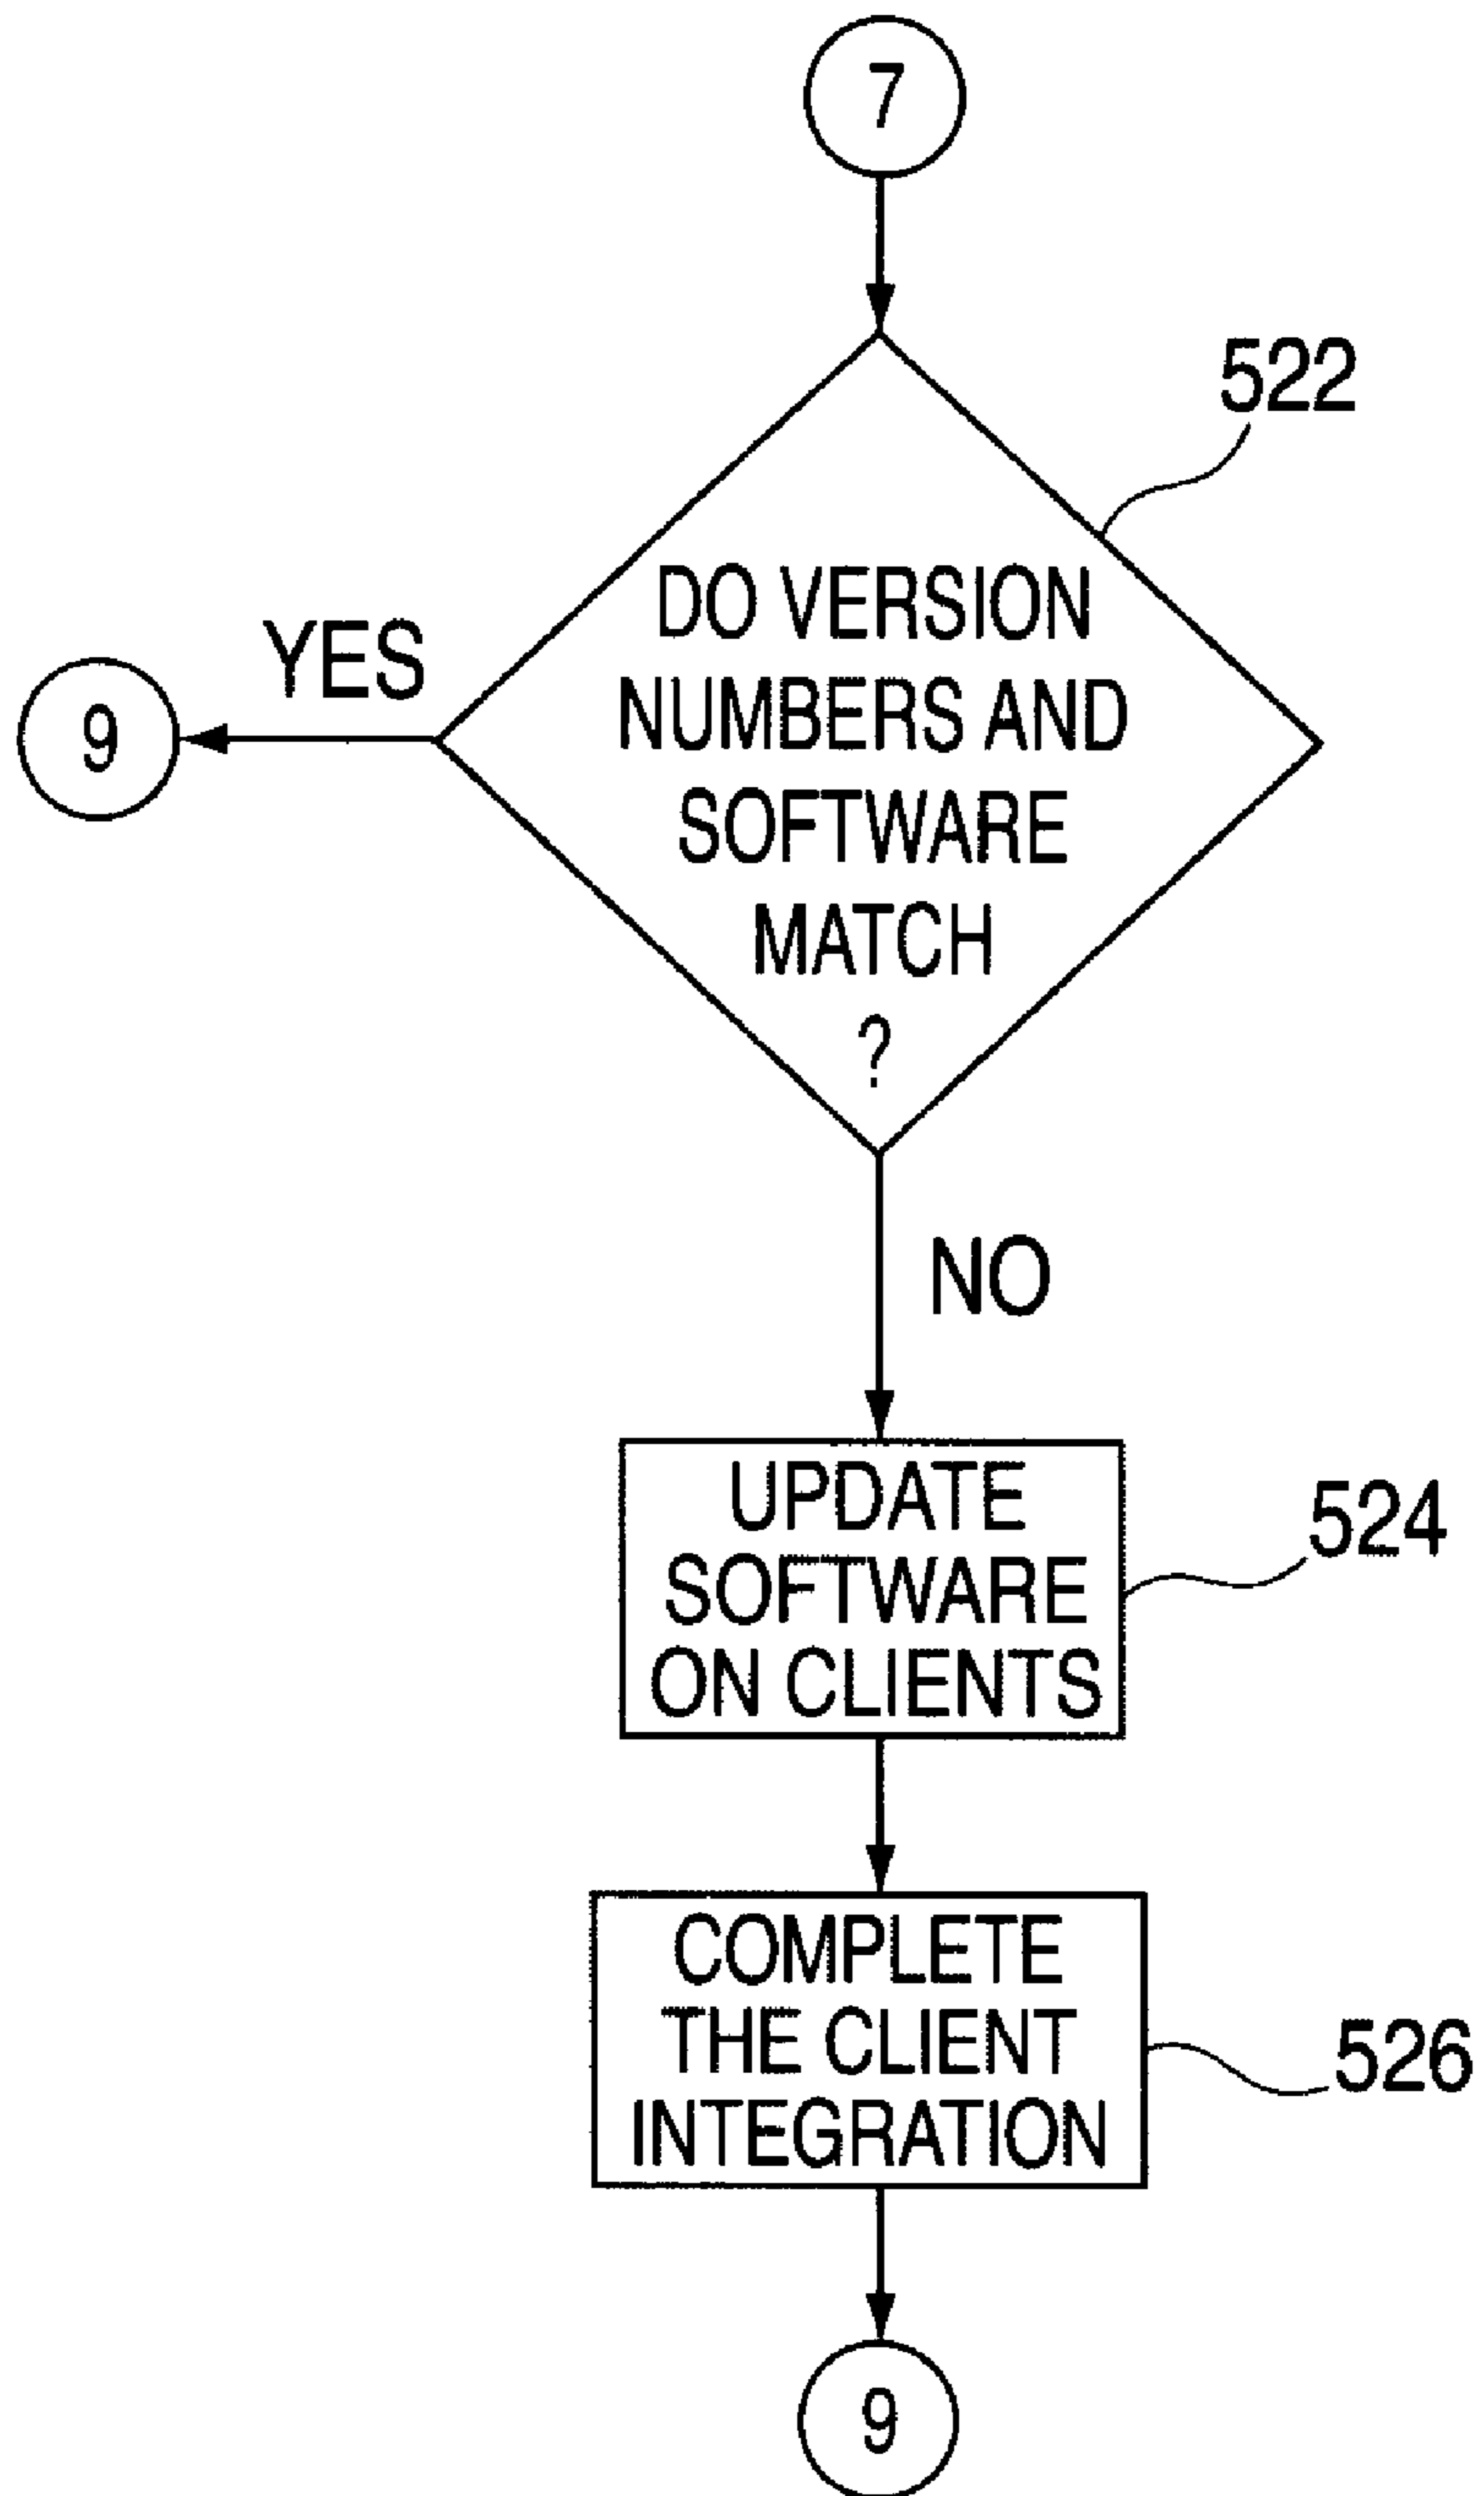 7
522
DO VERSION
NUMBERS AND
SOFTWARE
MATCH
?
YES
9
NO
UPDATE
SOFTWARE
ON CLIENTS
524
COMPLETE
THE CLIENT
INTEGRATION
526
9